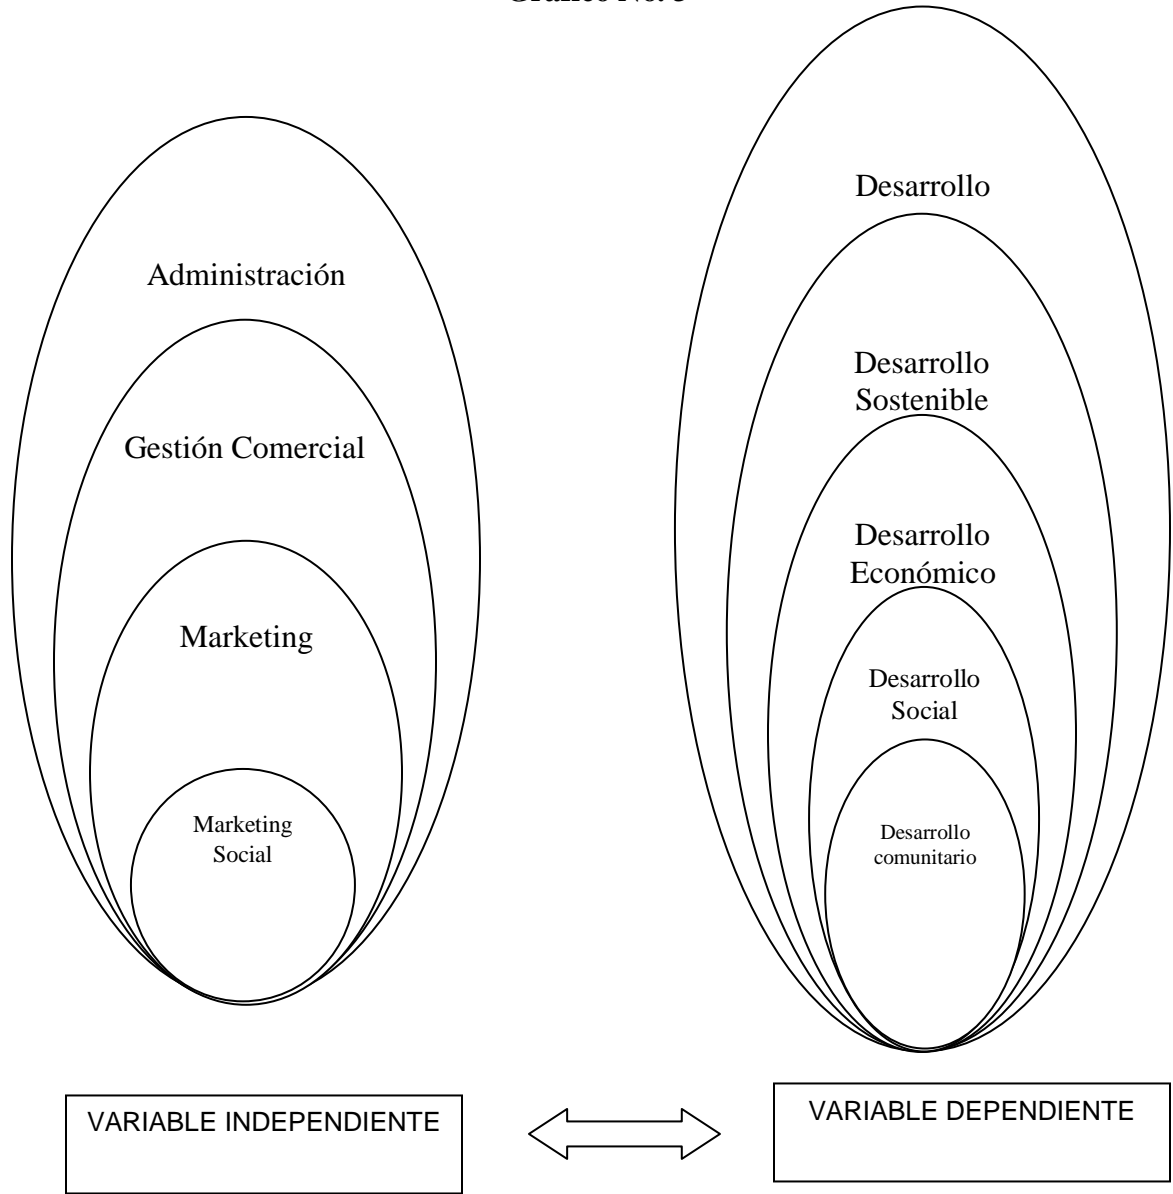 Administración
Gestión Comercial
Marketing
Marketing
Social
VARIABLE INDEPENDIENTE
Desarrollo
Desarrollo
Sostenible
Desarrollo
Económico
Desarrollo
Social
Desarrollo
comunitario
VARIABLE DEPENDIENTE